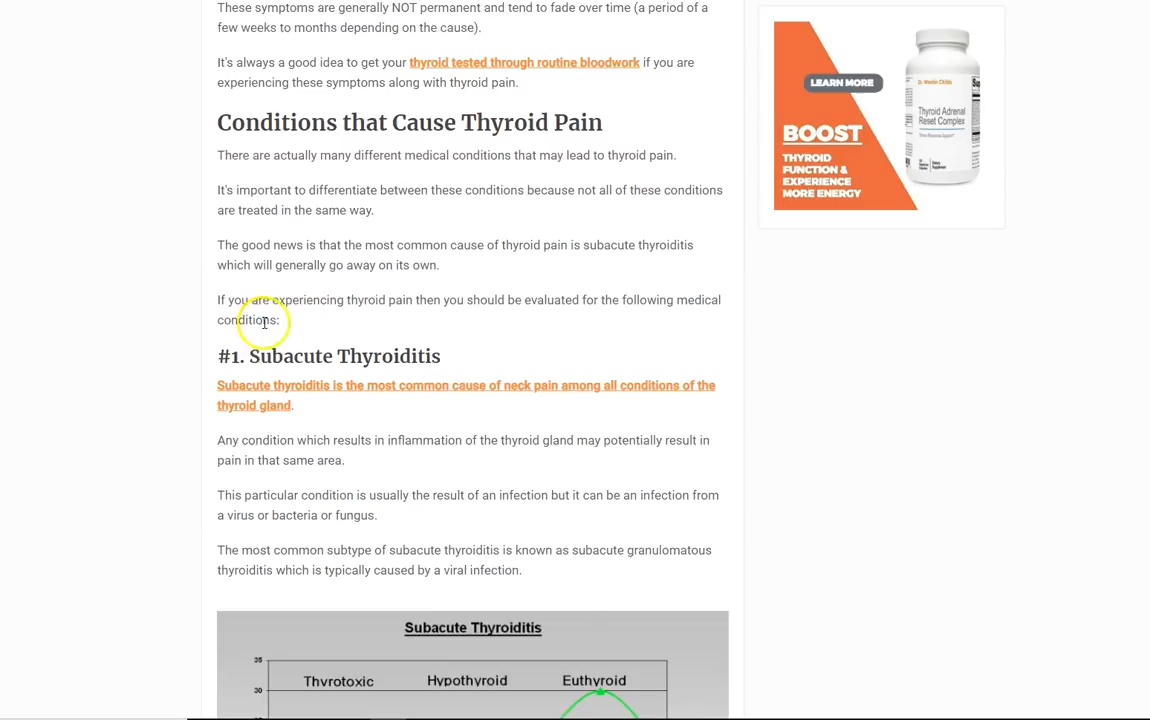 These symptoms are generally NOT permanent and tend to fade over time (a period of a
few weeks to months depending on the cause).
It's always a good idea to get your thyroid tested through routine bloodwork if you are
experiencing these symptoms along with thyroid pain.
Conditions that Cause Thyroid Pain
There are actually many different medical conditions that may lead to thyroid pain.
It's important to differentiate between these conditions because not all of these conditions
are treated in the same way.
The good news is that the most common cause of thyroid pain is subacute thyroiditis
which will generally go away on its own.
If you are experiencing thyroid pain then you should be evaluated for the following medical
conditions:
#1. Subacute Thyroiditis
Subacute thyroiditis is the most common cause of neck pain among all conditions of the
thyroid gland.
Any condition which results in inflammation of the thyroid gland may potentially result in
pain in that same area.
This particular condition is usually the result of an infection but it can be an infection from
a virus or bacteria or fungus.
The most common subtype of subacute thyroiditis is known as subacute granulomatous
thyroiditis which is typically caused by a viral infection.
Subacute Thyroiditis
35
Thyrotoxic Hypothyroid Euthyroid
30
LEARN MORE
BOOST
THYROID
FUNCTION &
EXPERIENCE
MORE ENERGY
Dr. Westin Childs
Thyroid Adrenal
Reset Complex